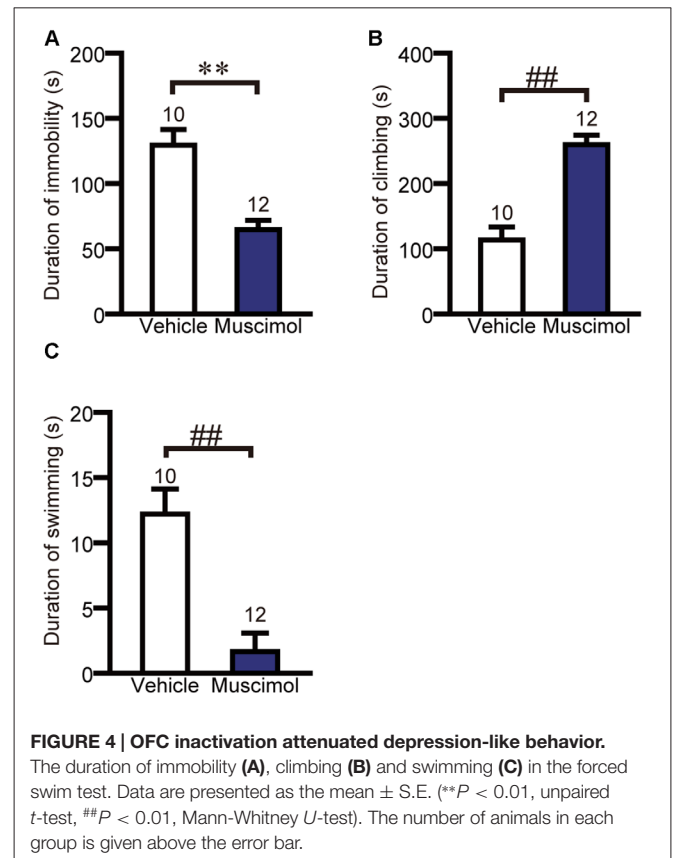 A
Duration of immobility (s)
200
150
100
50
0
**
10
12
Vehicle Muscimol
B
Duration of climbing (s)
400
300
200
100
0
##
10
12
Vehicle Muscimol
C
Duration of swimming (s)
20
15
10
5
0
##
10
12
Vehicle Muscimol
FIGURE 4 | OFC inactivation attenuated depression-like behavior.
The duration of immobility (A), climbing (B) and swimming (C) in the forced
swim test. Data are presented as the mean ± S.E. (**P < 0.01, unpaired
t-test, ##P < 0.01, Mann-Whitney U-test). The number of animals in each
group is given above the error bar.